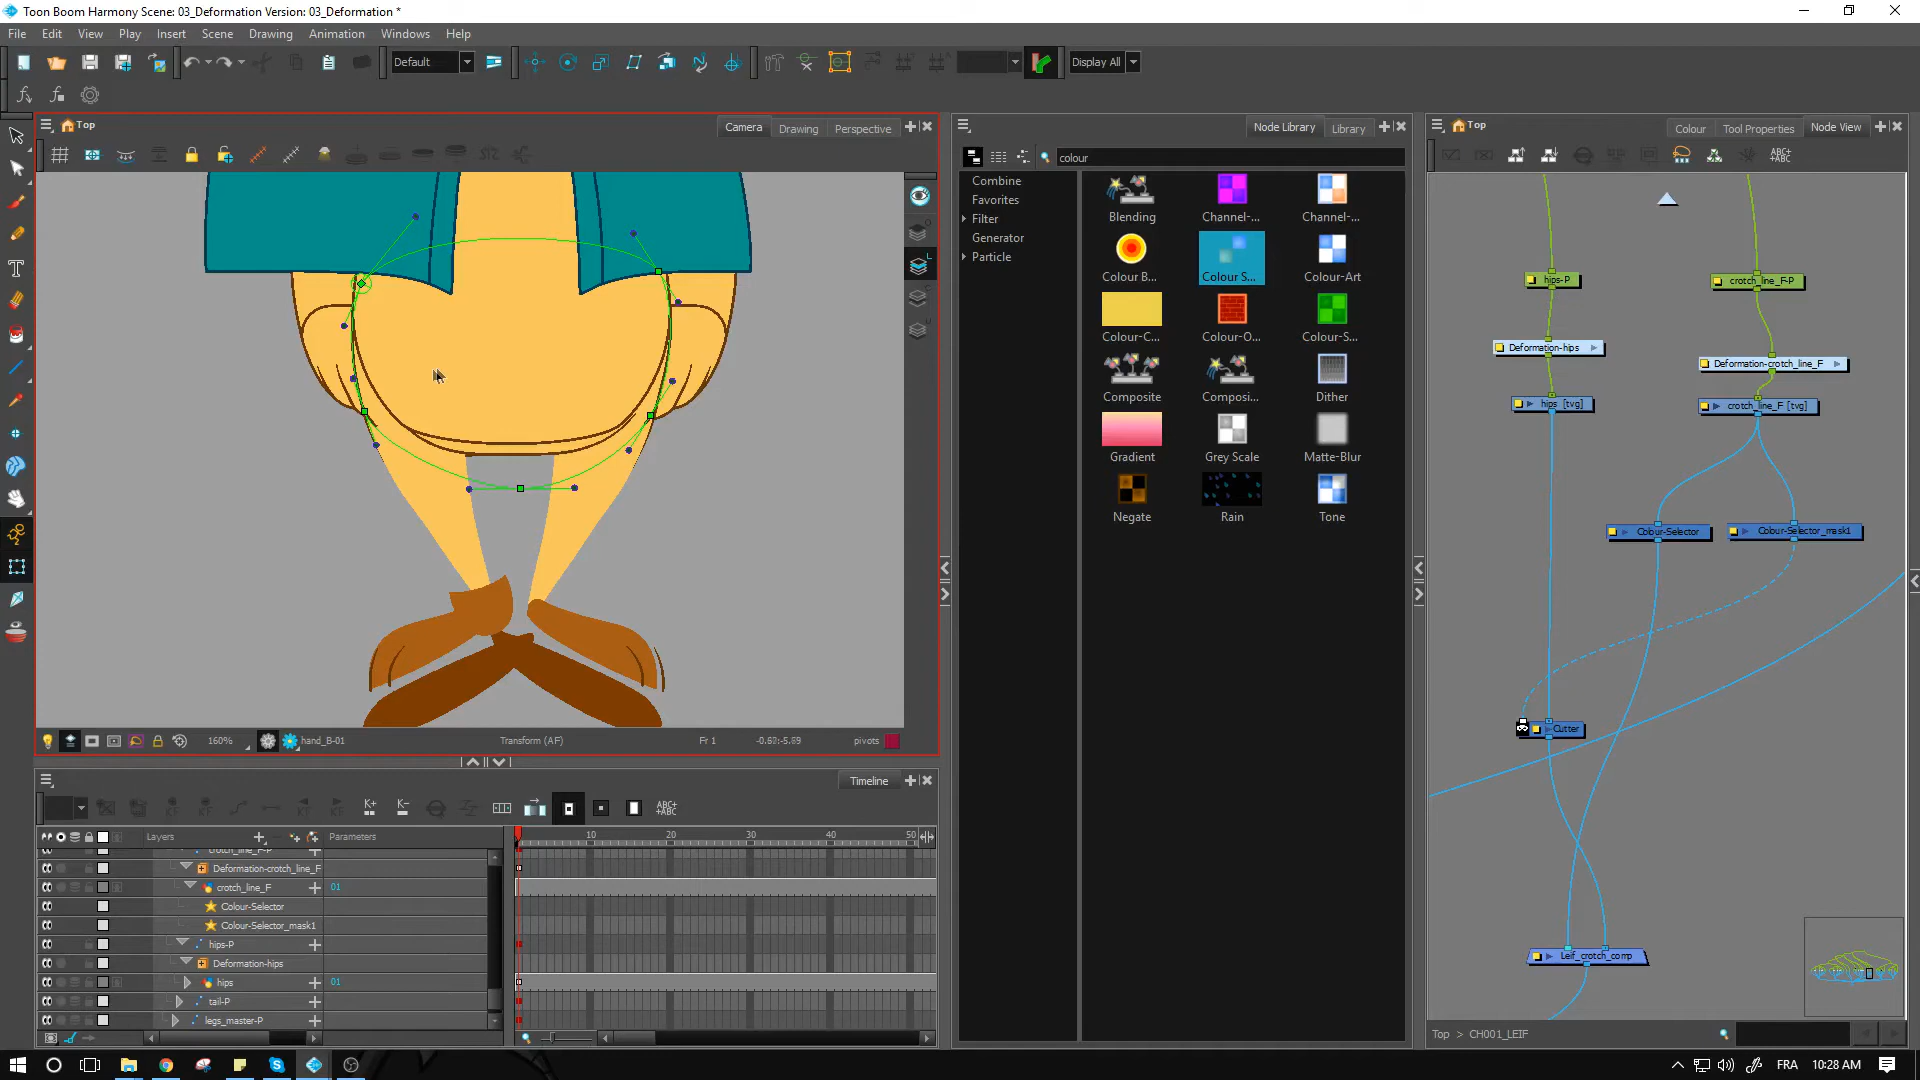 Toon Boom Harmony Scene: 03_Deformation Version: 03_Deformation *
File Edit View Play Insert Scene Drawing Animation Windows Help
Default
Display All
Top
Camera Drawing Perspective
160%
hand_B-01
Transform (AF)
Fr 1
pivots
Timeline
Layers
Parameters
10 20 30 40 50
crotch_line_F-P
Deformation-crotch_line_F
crotch_line_F 01
Colour-Selector
Colour-Selector_mask1
hips-P
Deformation-hips
hips 01
tail-P
legs_master-P
Node Library Library
colour
Combine
Favorites
Filter
Generator
Particle
Blending Channel-... Channel-...
Colour B... Colour S... Colour-Art
Colour-C... Colour-O... Colour-S...
Composite Composi... Dither
Gradient Grey Scale Matte-Blur
Negate Rain Tone
Top
Colour Tool Properties Node View
ABC+
+ABC
hips-P
crotch_line_F-P
Deformation-hips
Deformation-crotch_line_F
hips [tvg]
crotch_line_F [tvg]
Colour-Selector
Colour-Selector_mask1
Cutter
Leif_crotch_comp
Top > CH001_LEIF
FRA
10:28 AM